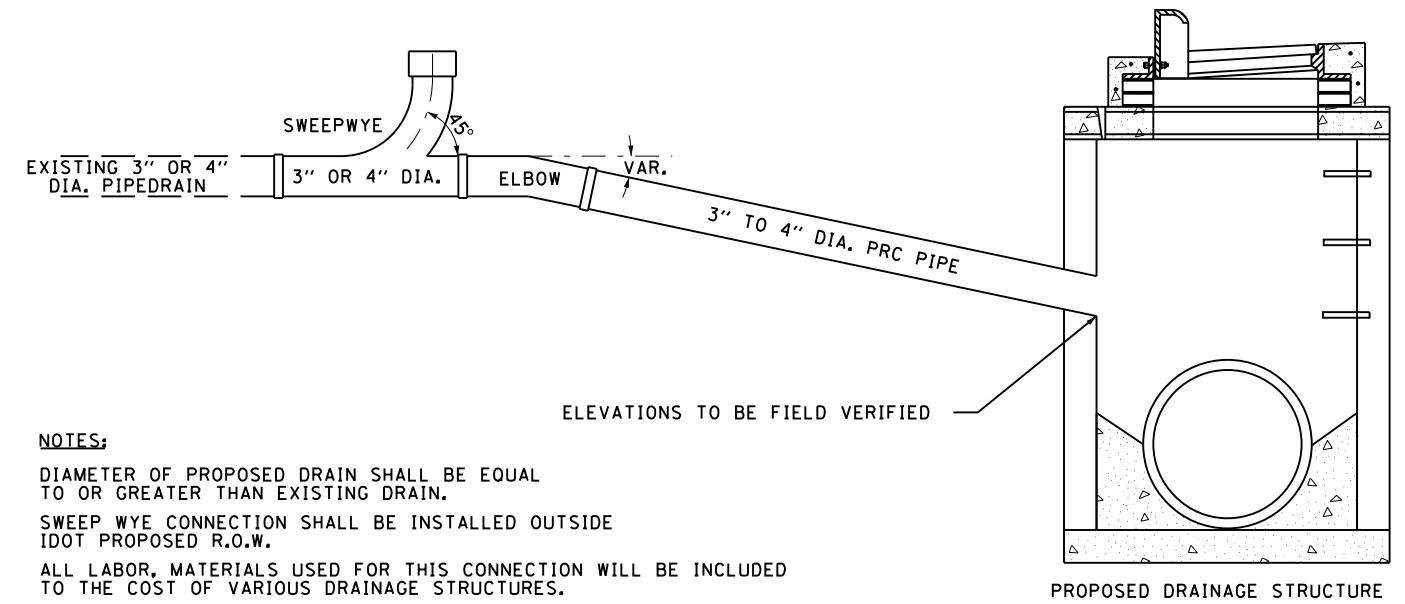 SWEEPWYE
45°
EXISTING 3" OR 4"
DIA. PIPEDRAIN
3" OR 4" DIA.
ELBOW
VAR.
3" TO 4" DIA. PRC PIPE
ELEVATIONS TO BE FIELD VERIFIED
NOTES:
DIAMETER OF PROPOSED DRAIN SHALL BE EQUAL
TO OR GREATER THAN EXISTING DRAIN.
SWEEP WYE CONNECTION SHALL BE INSTALLED OUTSIDE
IDOT PROPOSED R.O.W.
ALL LABOR, MATERIALS USED FOR THIS CONNECTION WILL BE INCLUDED
TO THE COST OF VARIOUS DRAINAGE STRUCTURES.
PROPOSED DRAINAGE STRUCTURE